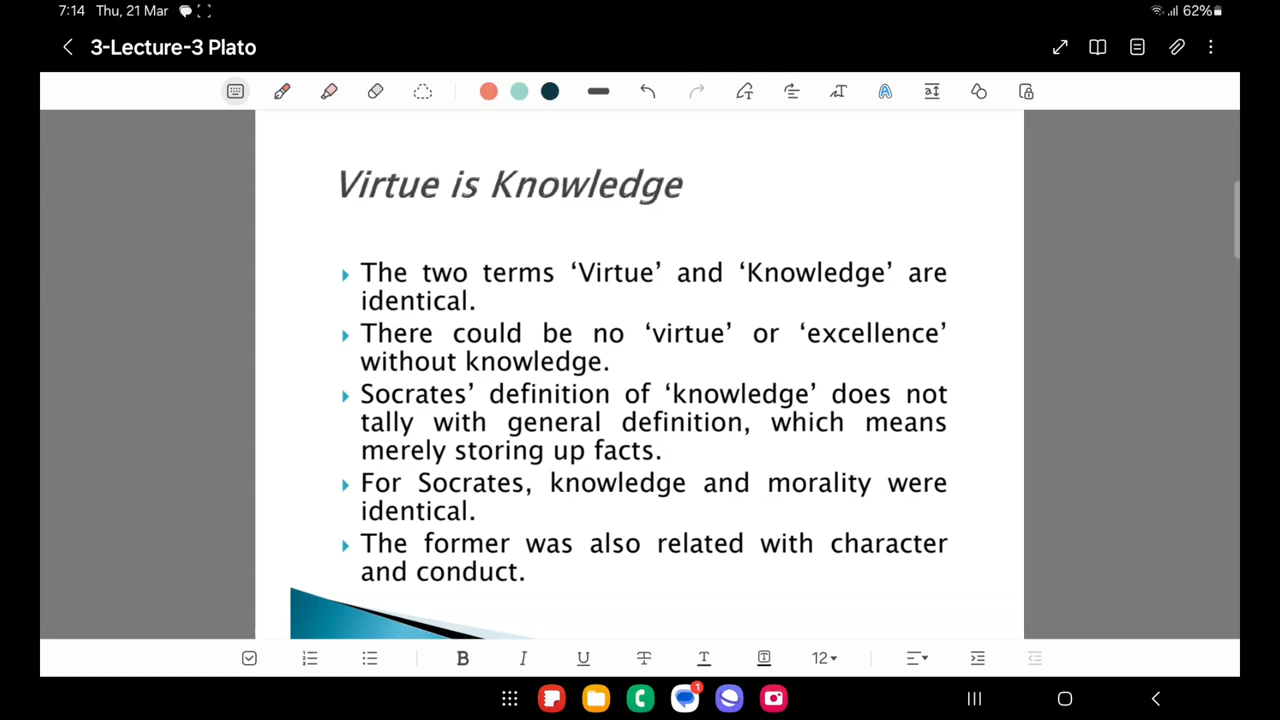 7:14 Thu, 21 Mar
62%
3-Lecture-3 Plato
Virtue is Knowledge
The two terms ‘Virtue’ and ‘Knowledge’ are
identical.
There could be no ‘virtue’ or ‘excellence’
without knowledge.
Socrates’ definition of ‘knowledge’ does not
tally with general definition, which means
merely storing up facts.
For Socrates, knowledge and morality were
identical.
The former was also related with character
and conduct.
B I U T T T 12
1